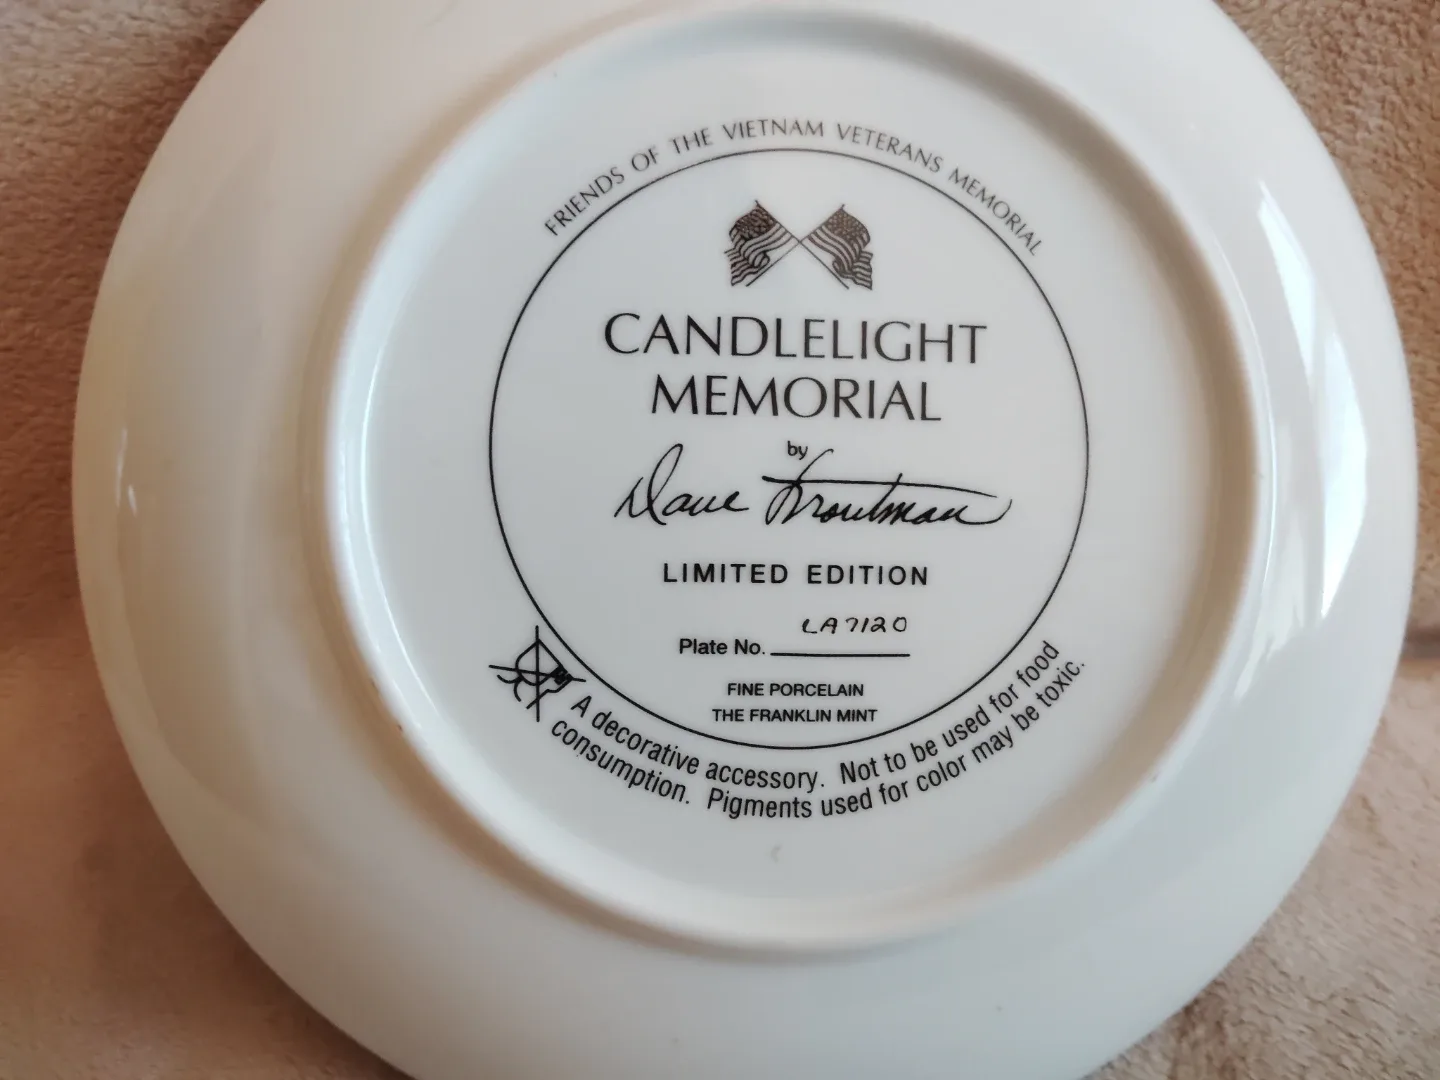 FRIENDS OF THE VIETNAM VETERANS MEMORIAL
CANDLELIGHT
MEMORIAL
by
Dave Troutman
LIMITED EDITION
Plate No. LA7120
FINE PORCELAIN
THE FRANKLIN MINT
A decorative accessory. Not to be used for food
consumption. Pigments used for color may be toxic.